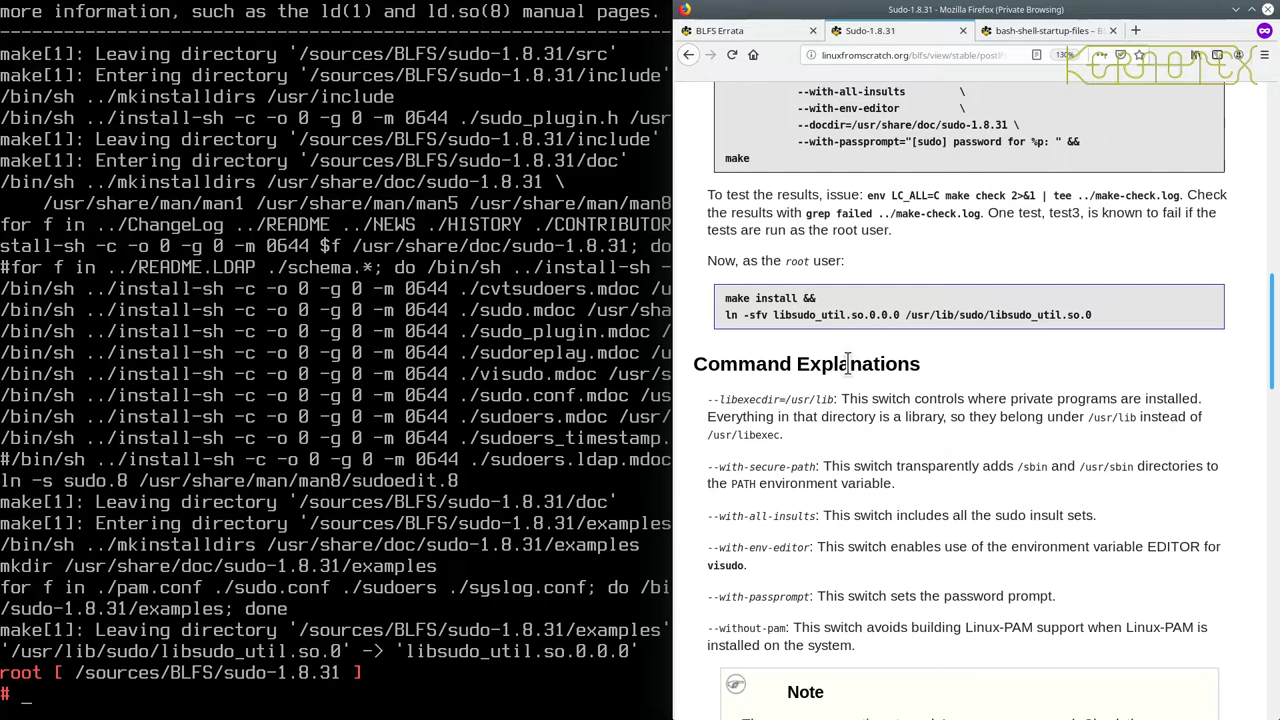 more information, such as the ld(1) and ld.so(8) manual pages.
----------------------------------------------------------------------
make[1]: Leaving directory '/sources/BLFS/sudo-1.8.31/src'
make[1]: Entering directory '/sources/BLFS/sudo-1.8.31/include'
/bin/sh ../mkinstalldirs /usr/include
/bin/sh ../install-sh -c -o 0 -g 0 -m 0644 ./sudo_plugin.h /usr
make[1]: Leaving directory '/sources/BLFS/sudo-1.8.31/include'
make[1]: Entering directory '/sources/BLFS/sudo-1.8.31/doc'
/bin/sh ../mkinstalldirs /usr/share/doc/sudo-1.8.31 \
/usr/share/man/man1 /usr/share/man/man5 /usr/share/man/man8
for f in ../ChangeLog ../README ../NEWS ../HISTORY ../CONTRIBUTOR
stall-sh -c -o 0 -g 0 -m 0644 $f /usr/share/doc/sudo-1.8.31; do
#for f in ../README.LDAP ./schema.*; do /bin/sh ../install-sh -
/bin/sh ../install-sh -c -o 0 -g 0 -m 0644 ./cvtsudoers.mdoc /u
/bin/sh ../install-sh -c -o 0 -g 0 -m 0644 ./sudo.mdoc /usr/sha
/bin/sh ../install-sh -c -o 0 -g 0 -m 0644 ./sudo_plugin.mdoc /
/bin/sh ../install-sh -c -o 0 -g 0 -m 0644 ./sudoreplay.mdoc /u
/bin/sh ../install-sh -c -o 0 -g 0 -m 0644 ./visudo.mdoc /usr/s
/bin/sh ../install-sh -c -o 0 -g 0 -m 0644 ./sudo.conf.mdoc /us
/bin/sh ../install-sh -c -o 0 -g 0 -m 0644 ./sudoers.mdoc /usr/
/bin/sh ../install-sh -c -o 0 -g 0 -m 0644 ./sudoers_timestamp.
#/bin/sh ../install-sh -c -o 0 -g 0 -m 0644 ./sudoers.ldap.mdoc
ln -s sudo.8 /usr/share/man/man8/sudoedit.8
make[1]: Leaving directory '/sources/BLFS/sudo-1.8.31/doc'
make[1]: Entering directory '/sources/BLFS/sudo-1.8.31/examples
/bin/sh ../mkinstalldirs /usr/share/doc/sudo-1.8.31/examples
mkdir /usr/share/doc/sudo-1.8.31/examples
for f in ./pam.conf ./sudo.conf ./sudoers ./syslog.conf; do /bi
/sudo-1.8.31/examples; done
make[1]: Leaving directory '/sources/BLFS/sudo-1.8.31/examples'
'/usr/lib/sudo/libsudo_util.so.0' -> 'libsudo_util.so.0.0.0'
root [ /sources/BLFS/sudo-1.8.31 ]
# _
Sudo-1.8.31 - Mozilla Firefox (Private Browsing)
BLFS Errata
Sudo-1.8.31
bash-shell-startup-files – B
linuxfromscratch.org/blfs/view/stable/postlf
130%
--with-all-insults \
--with-env-editor \
--docdir=/usr/share/doc/sudo-1.8.31 \
--with-passprompt="[sudo] password for %p: " &&
make
To test the results, issue: env LC_ALL=C make check 2>&1 | tee ../make-check.log. Check
the results with grep failed ../make-check.log. One test, test3, is known to fail if the
tests are run as the root user.
Now, as the root user:
make install &&
ln -sfv libsudo_util.so.0.0.0 /usr/lib/sudo/libsudo_util.so.0
Command Explanations
--libexecdir=/usr/lib: This switch controls where private programs are installed.
Everything in that directory is a library, so they belong under /usr/lib instead of
/usr/libexec.
--with-secure-path: This switch transparently adds /sbin and /usr/sbin directories to
the PATH environment variable.
--with-all-insults: This switch includes all the sudo insult sets.
--with-env-editor: This switch enables use of the environment variable EDITOR for
visudo.
--with-passprompt: This switch sets the password prompt.
--without-pam: This switch avoids building Linux-PAM support when Linux-PAM is
installed on the system.
Note